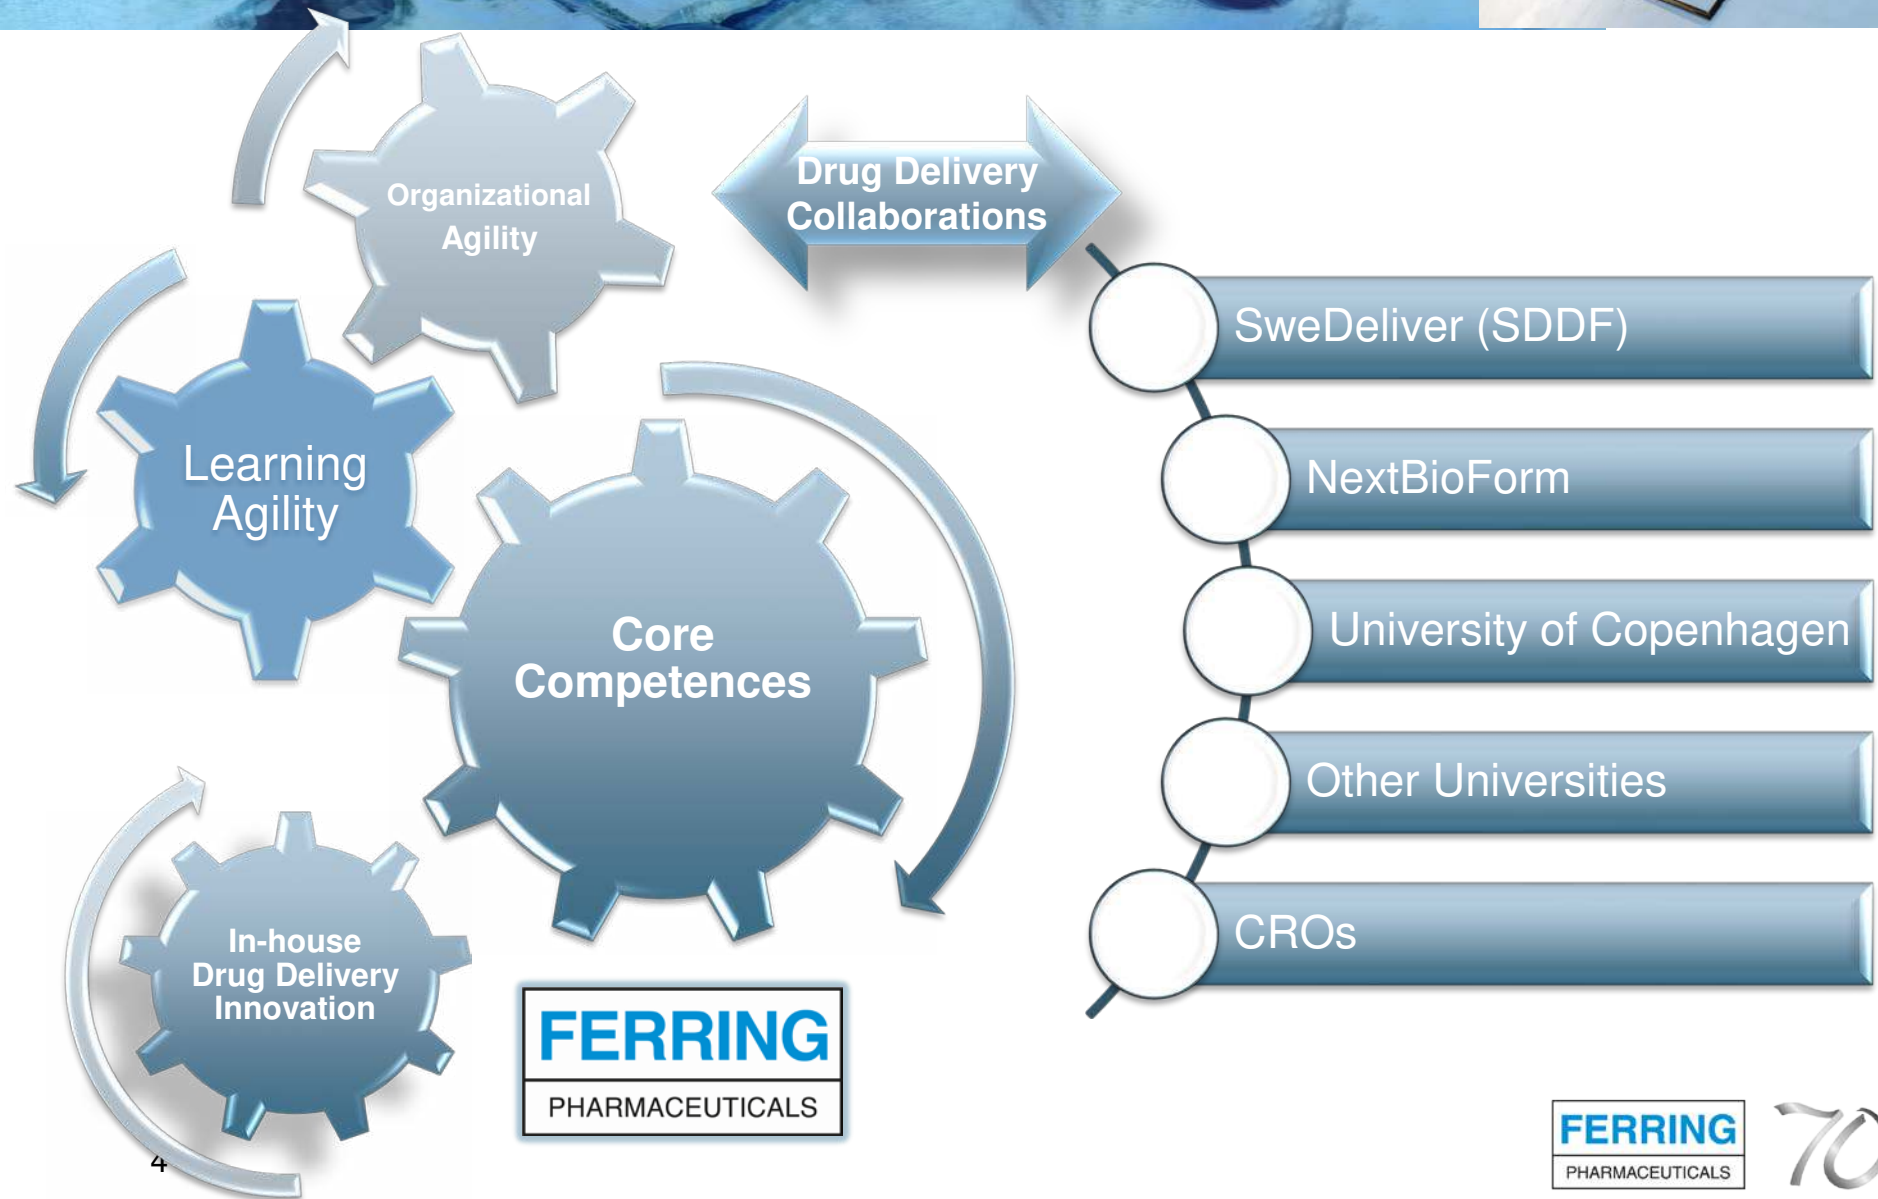 Organizational
Agility
Drug Delivery
Collaborations
Learning
Agility
Core
Competences
In-house
Drug Delivery
Innovation
FERRING
PHARMACEUTICALS
SweDeliver (SDDF)
NextBioForm
University of Copenhagen
Other Universities
CROs
4
FERRING
PHARMACEUTICALS
70